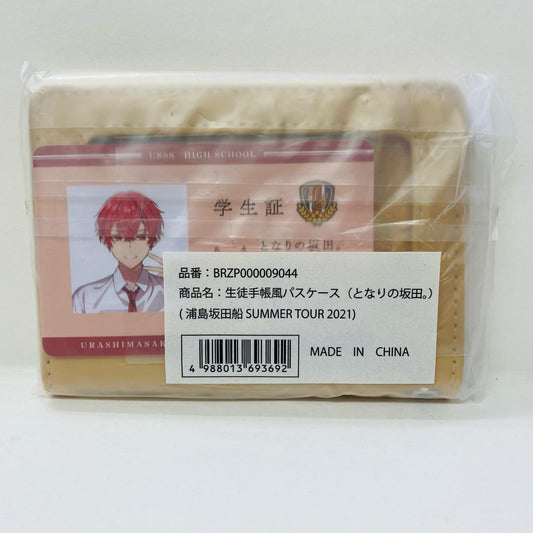 USSS HIGH SCHOOL
学生証
となりの坂田。
URASHIMASAK
品番：BRZP000009044
商品名：生徒手帳風パスケース（となりの坂田。）
( 浦島坂田船 SUMMER TOUR 2021)
4 988013 693692
MADE IN CHINA